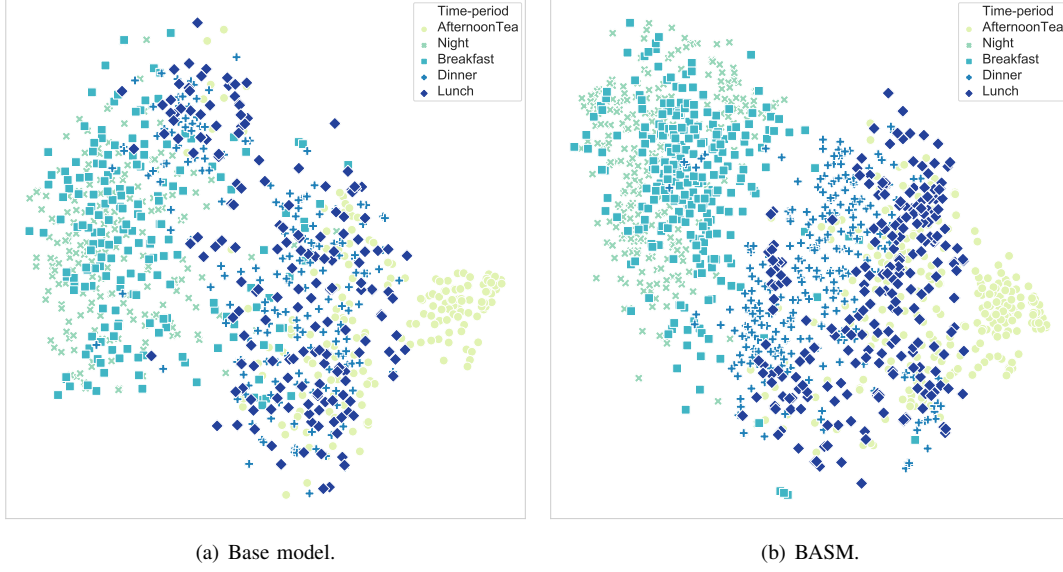 Time-period
AfternoonTea
Night
Breakfast
Dinner
Lunch
Time-period
AfternoonTea
Night
Breakfast
Dinner
Lunch
(a) Base model.
(b) BASM.